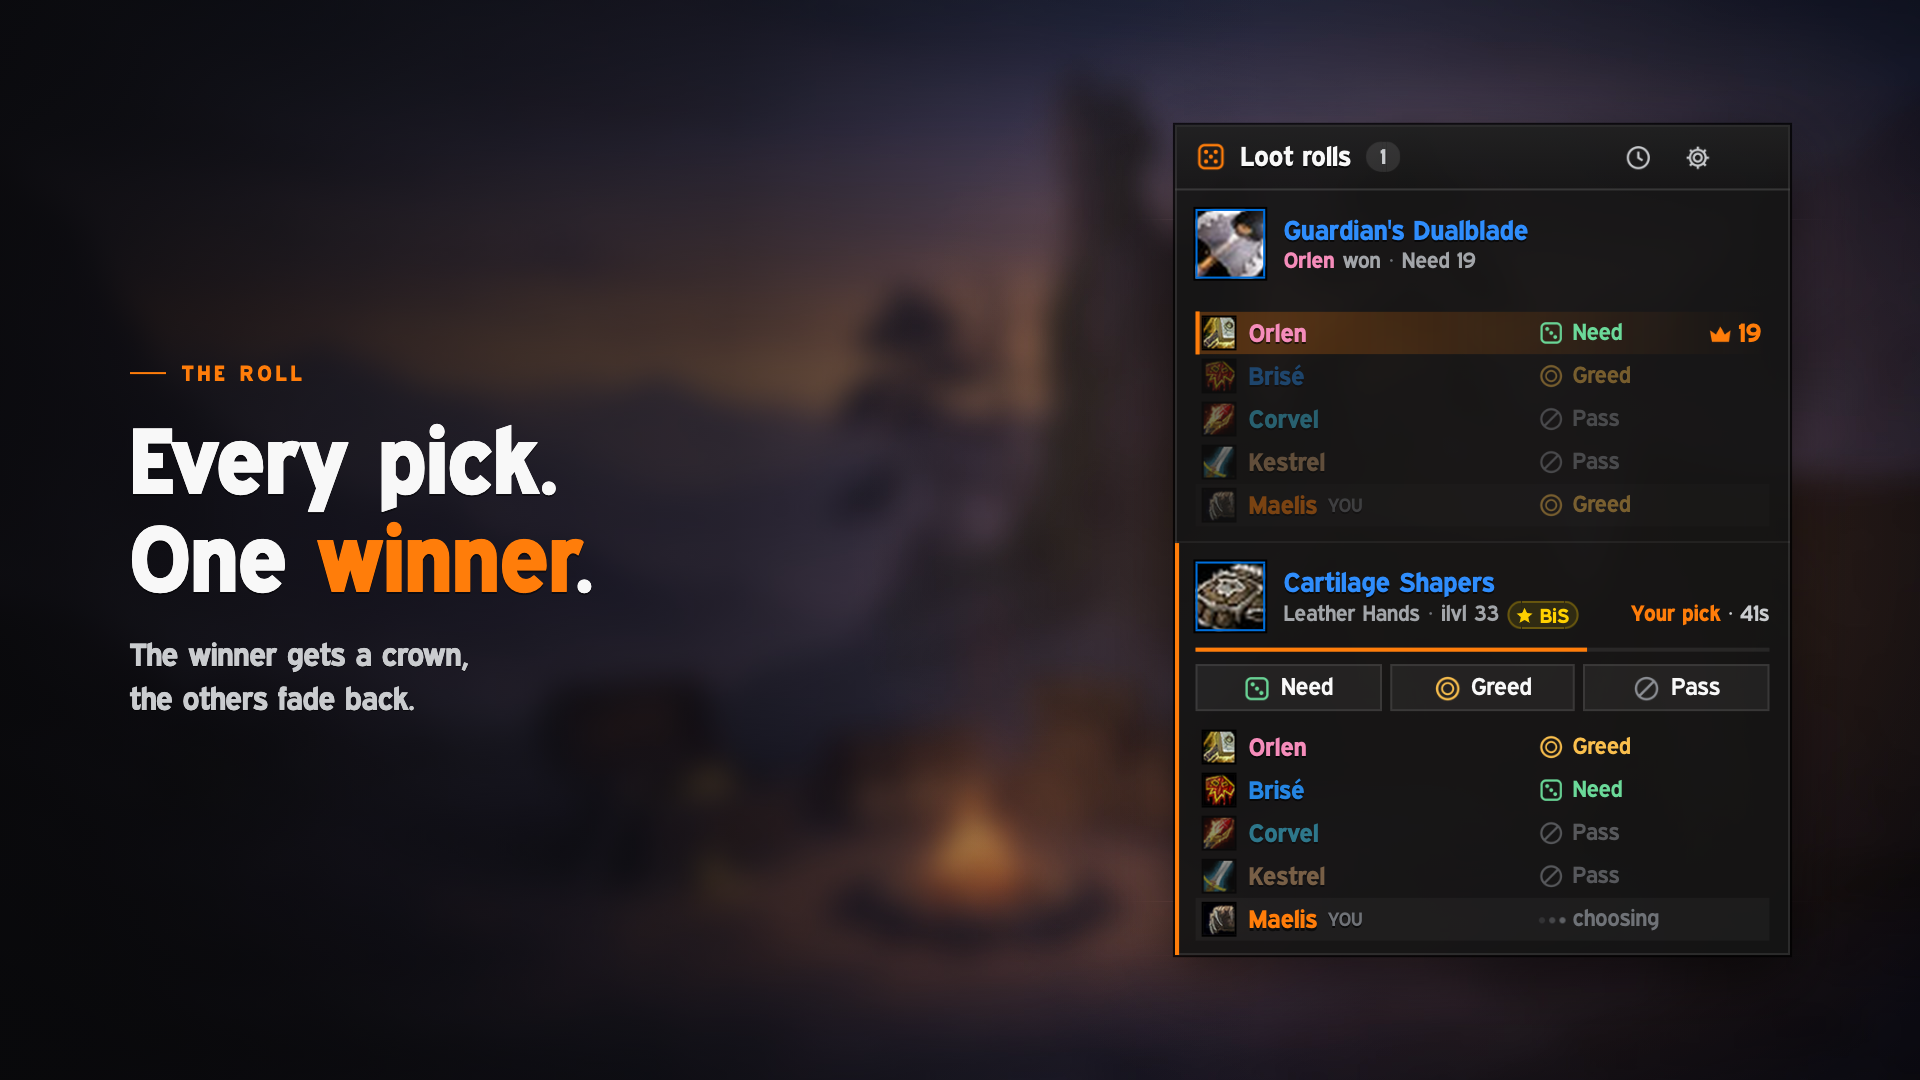 THE ROLL
Every pick.
One winner.
The winner gets a crown,
the others fade back.
Loot rolls 1
Guardian's Dualblade
Orlen won · Need 19
Orlen Need 19
Brisé Greed
Corvel Pass
Kestrel Pass
Maelis YOU Greed
Cartilage Shapers
Leather Hands · ilvl 33 BiS Your pick · 41s
Need Greed Pass
Orlen Greed
Brisé Need
Corvel Pass
Kestrel Pass
Maelis YOU choosing